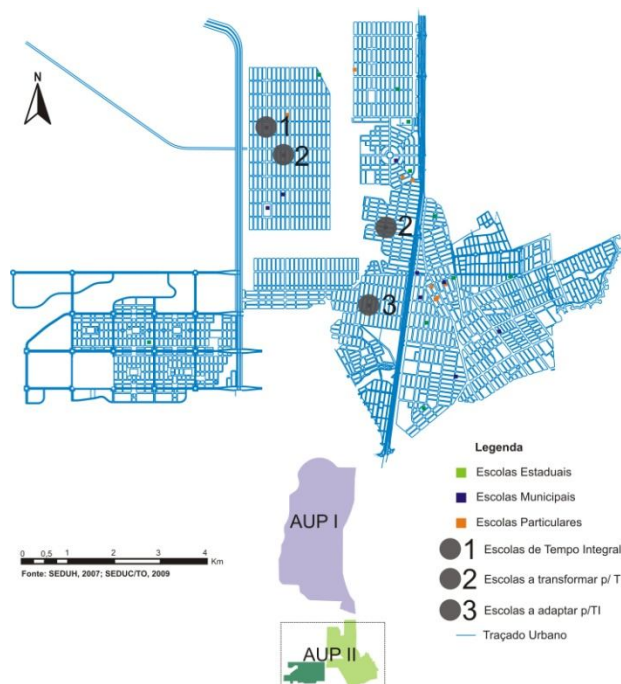 N
1
2
2
3
Legenda
Escolas Estaduais
Escolas Municipais
Escolas Particulares
1 Escolas de Tempo Integral
2 Escolas a transformar p/ T
3 Escolas a adaptar p/TI
Traçado Urbano
AUP I
0 0,5 1 2 3 4
Km
Fonte: SEDUH, 2007; SEDUC/TO, 2009
AUP II